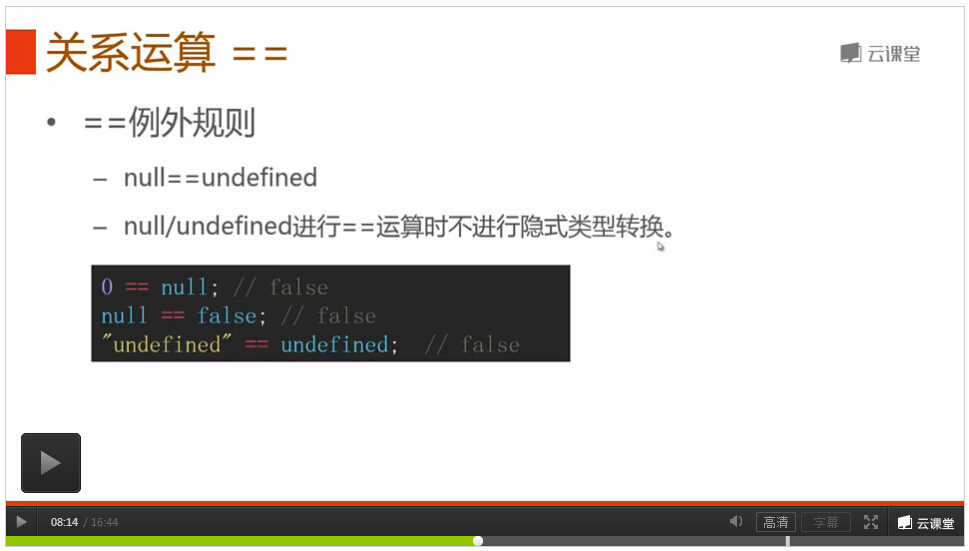 关系运算 ==
云课堂
• ==例外规则
– null==undefined
– null/undefined进行==运算时不进行隐式类型转换。
0 == null; // false
null == false; // false
"undefined" == undefined;  // false
08:14 / 16:44
高清
字幕
云课堂